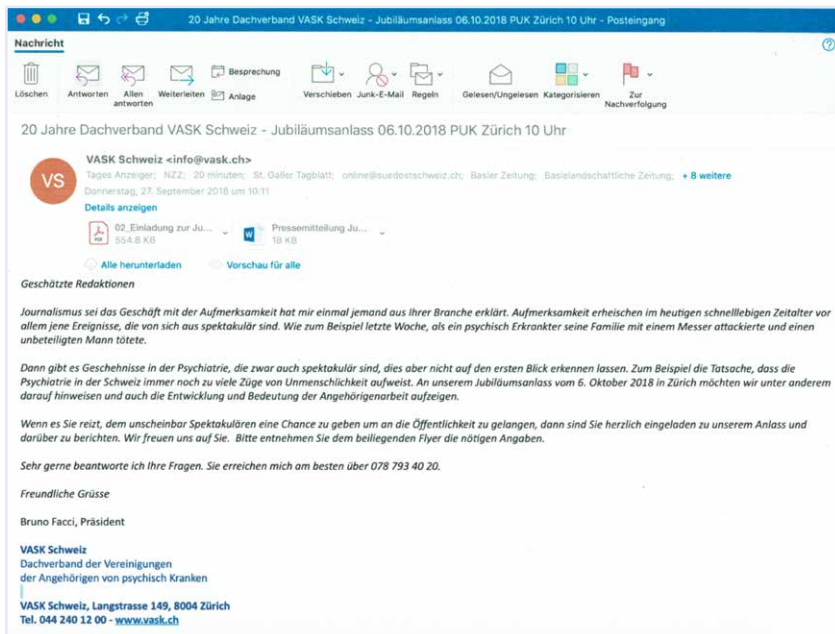 20 Jahre Dachverband VASK Schweiz - Jubiläumsanlass 06.10.2018 PUK Zürich 10 Uhr - Posteingang
Nachricht
Löschen
Antworten
Allen antworten
Weiterleiten
Besprechung
Anlage
Verschieben
Junk-E-Mail
Regeln
Gelesen/Ungelesen
Kategorisieren
Zur Nachverfolgung
20 Jahre Dachverband VASK Schweiz - Jubiläumsanlass 06.10.2018 PUK Zürich 10 Uhr
VS
VASK Schweiz <info@vask.ch>
Tages Anzeiger; NZZ; 20 minuten; St. Galler Tagblatt; online@suedostschweiz.ch; Basler Zeitung; Basellandschaftliche Zeitung; + 8 weitere
Donnerstag, 27. September 2018 um 10:11
Details anzeigen
PDF
02_Einladung zur Ju...
554.8 KB
W
Pressemitteilung Ju...
18 KB
Alle herunterladen
Vorschau für alle
Geschätzte Redaktionen
Journalismus sei das Geschäft mit der Aufmerksamkeit hat mir einmal jemand aus Ihrer Branche erklärt. Aufmerksamkeit erheischen im heutigen schnelllebigen Zeitalter vor
allem jene Ereignisse, die von sich aus spektakulär sind. Wie zum Beispiel letzte Woche, als ein psychisch Erkrankter seine Familie mit einem Messer attackierte und einen
unbeteiligten Mann tötete.
Dann gibt es Geschehnisse in der Psychiatrie, die zwar auch spektakulär sind, dies aber nicht auf den ersten Blick erkennen lassen. Zum Beispiel die Tatsache, dass die
Psychiatrie in der Schweiz immer noch zu viele Züge von Unmenschlichkeit aufweist. An unserem Jubiläumsanlass vom 6. Oktober 2018 in Zürich möchten wir unter anderem
darauf hinweisen und auch die Entwicklung und Bedeutung der Angehörigenarbeit aufzeigen.
Wenn es Sie reizt, dem unscheinbar Spektakulären eine Chance zu geben um an die Öffentlichkeit zu gelangen, dann sind Sie herzlich eingeladen zu unserem Anlass und
darüber zu berichten. Wir freuen uns auf Sie. Bitte entnehmen Sie dem beiliegenden Flyer die nötigen Angaben.
Sehr gerne beantworte ich Ihre Fragen. Sie erreichen mich am besten über 078 793 40 20.
Freundliche Grüsse
Bruno Facci, Präsident
VASK Schweiz
Dachverband der Vereinigungen
der Angehörigen von psychisch Kranken
VASK Schweiz, Langstrasse 149, 8004 Zürich
Tel. 044 240 12 00 - www.vask.ch